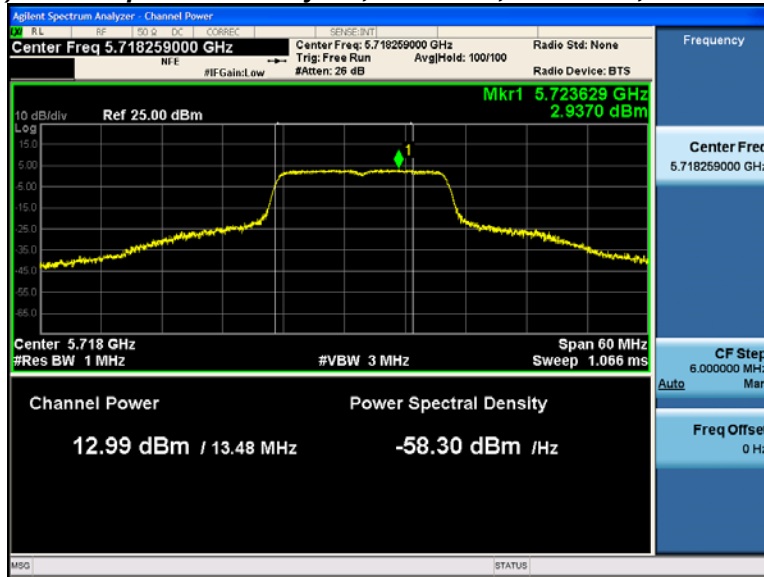 Agilent Spectrum Analyzer - Channel Power
RL RF 50 Ω DC CORREC SENSE:INT
Center Freq 5.718259000 GHz
NFE
#IFGain:Low
Center Freq: 5.718259000 GHz
Trig: Free Run Avg|Hold: 100/100
#Atten: 26 dB
Radio Std: None
Radio Device: BTS
Mkr1 5.723629 GHz
2.9370 dBm
10 dB/div Ref 25.00 dBm
Log
15.0
5.00
-5.00
-15.0
-25.0
-35.0
-45.0
-55.0
-65.0
1
Center 5.718 GHz Span 60 MHz
#Res BW 1 MHz #VBW 3 MHz Sweep 1.066 ms
Channel Power Power Spectral Density
12.99 dBm / 13.48 MHz -58.30 dBm /Hz
MSG STATUS
Frequency
Center Freq
5.718259000 GHz
CF Step
6.000000 MHz
Auto Man
Freq Offset
0 Hz